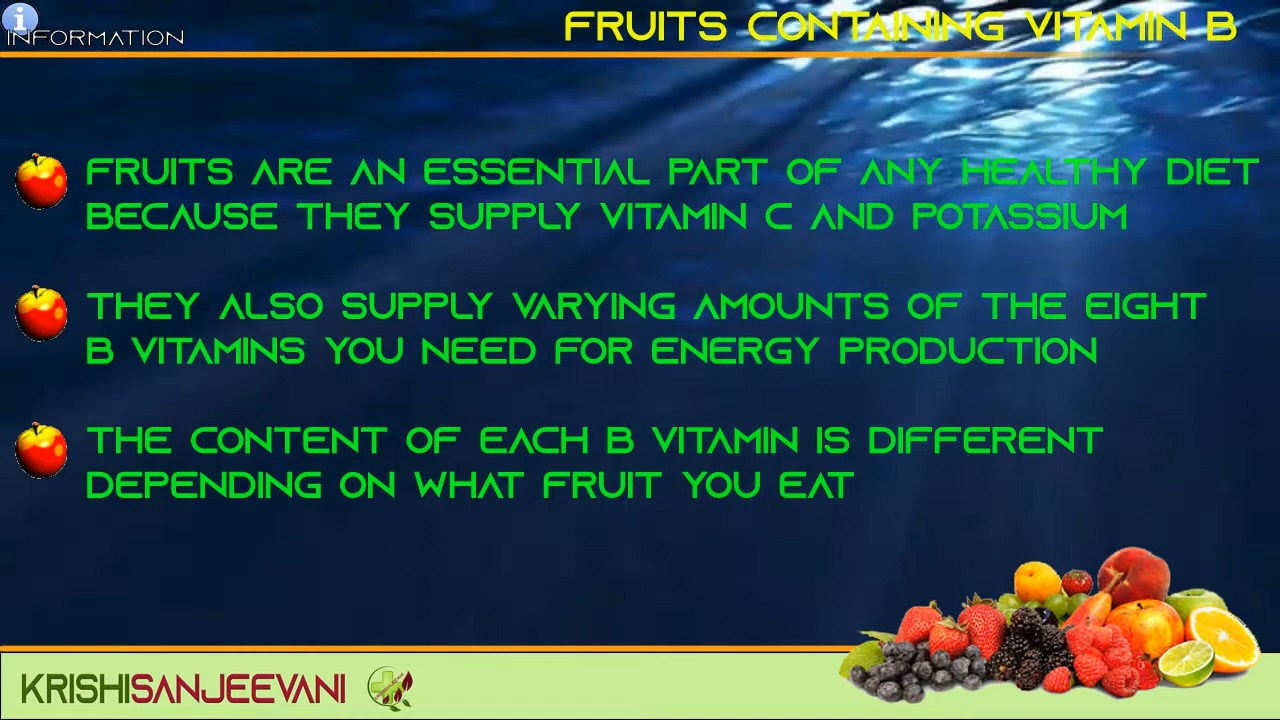 i
INFORMATION
FRUITS CONTAINING VITAMIN B
FRUITS ARE AN ESSENTIAL PART OF ANY HEALTHY DIET
BECAUSE THEY SUPPLY VITAMIN C AND POTASSIUM
THEY ALSO SUPPLY VARYING AMOUNTS OF THE EIGHT
B VITAMINS YOU NEED FOR ENERGY PRODUCTION
THE CONTENT OF EACH B VITAMIN IS DIFFERENT
DEPENDING ON WHAT FRUIT YOU EAT
KRISHISANJEEVANI